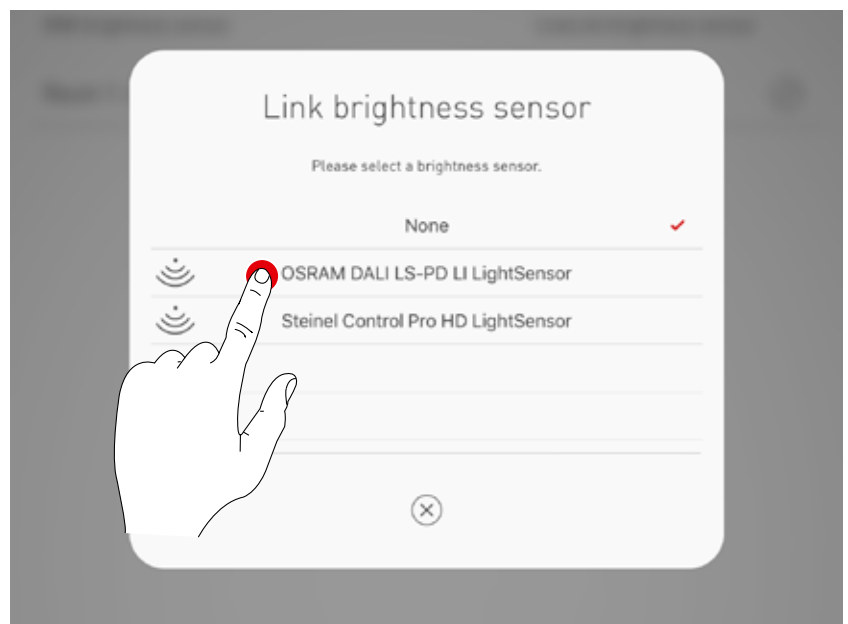 Link brightness sensor
Please select a brightness sensor.
None
OSRAM DALI LS-PD LI LightSensor
Steinel Control Pro HD LightSensor